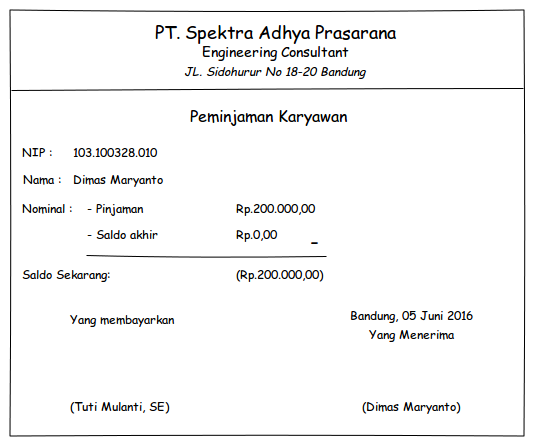 PT. Spektra Adhya Prasarana
Engineering Consultant
JL. Sidohurur No 18-20 Bandung
Peminjaman Karyawan
NIP : 103.100328.010
Nama : Dimas Maryanto
Nominal : - Pinjaman Rp.200.000,00
- Saldo akhir Rp.0,00 -
Saldo Sekarang: (Rp.200.000,00)
Bandung, 05 Juni 2016
Yang membayarkan Yang Menerima
(Tuti Mulanti, SE) (Dimas Maryanto)